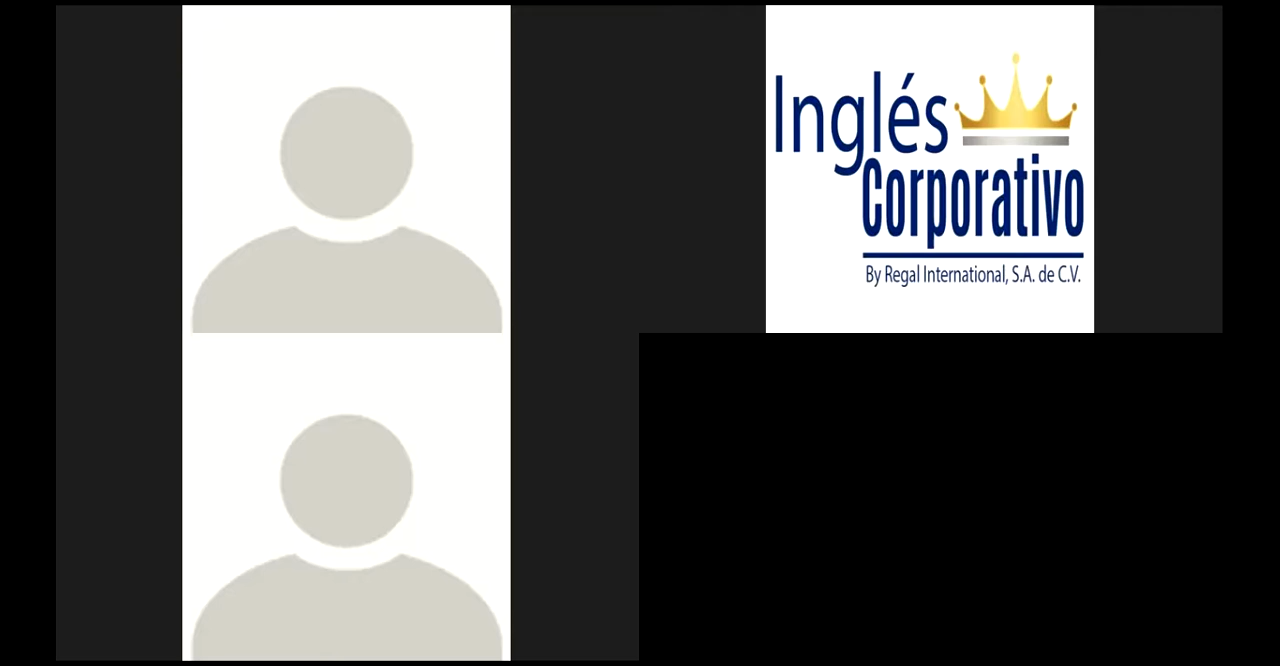 Inglés
Corporativo
By Regal International, S.A. de C.V.